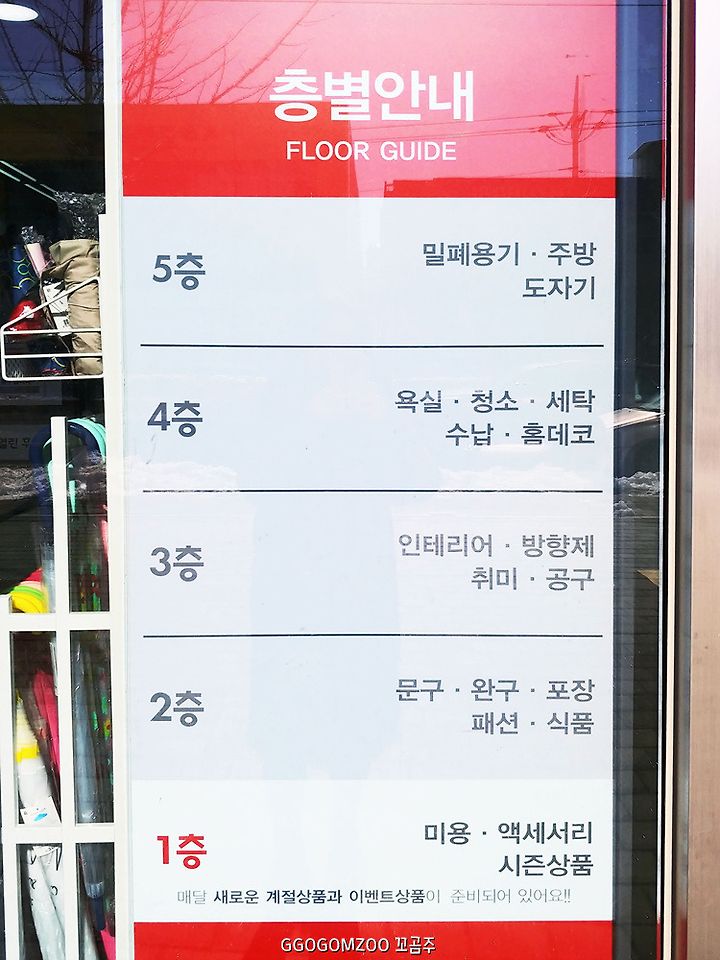 층별안내
FLOOR GUIDE
5층
밀폐용기 · 주방
도자기
4층
욕실 · 청소 · 세탁
수납 · 홈데코
3층
인테리어 · 방향제
취미 · 공구
2층
문구 · 완구 · 포장
패션 · 식품
1층
미용 · 액세서리
시즌상품
매달 새로운 계절상품과 이벤트상품이 준비되어 있어요!!
GGOGOMZOO 꼬곰주